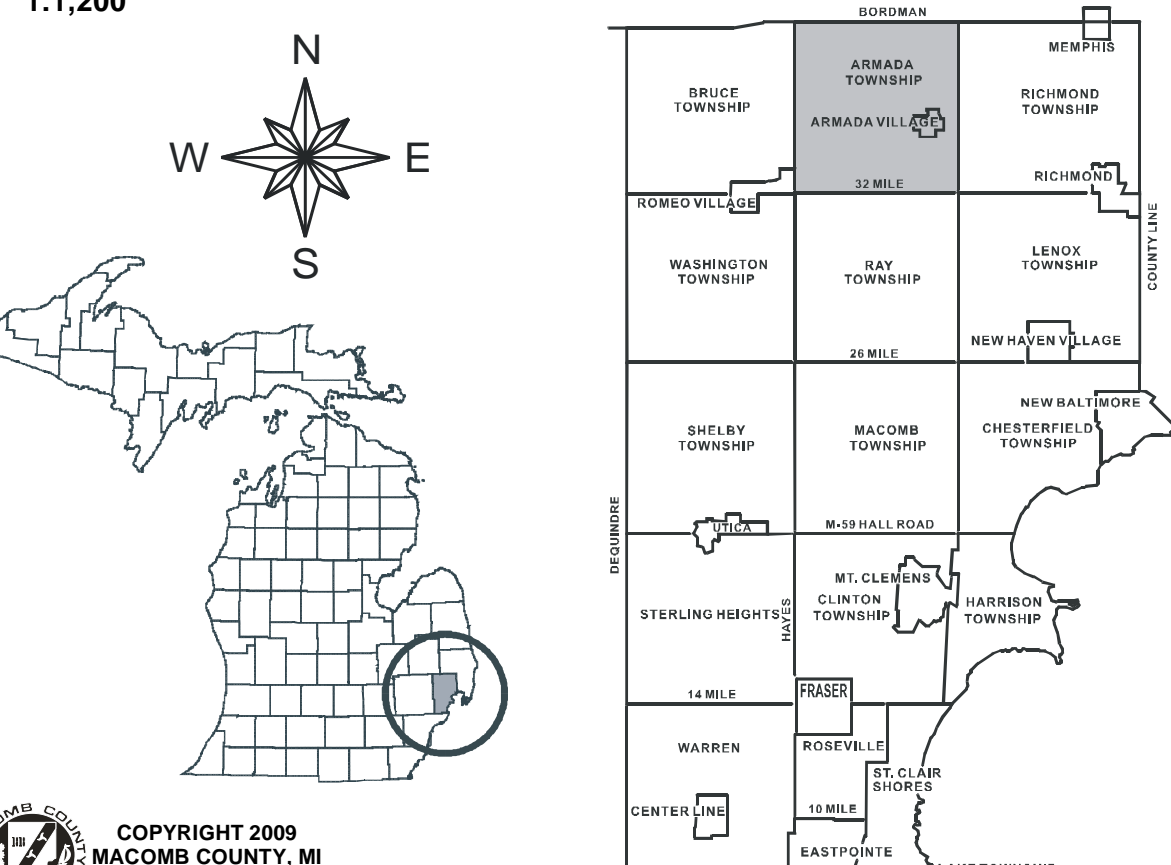 1:1,200
N
W
E
S
COPYRIGHT 2009
MACOMB COUNTY, MI
BORDMAN
MEMPHIS
ARMADA
TOWNSHIP
BRUCE
TOWNSHIP
RICHMOND
TOWNSHIP
ARMADA VILLAGE
RICHMOND
32 MILE
ROMEO VILLAGE
COUNTY LINE
WASHINGTON
TOWNSHIP
RAY
TOWNSHIP
LENOX
TOWNSHIP
NEW HAVEN VILLAGE
26 MILE
NEW BALTIMORE
SHELBY
TOWNSHIP
MACOMB
TOWNSHIP
CHESTERFIELD
TOWNSHIP
DEQUINDRE
UTICA
M-59 HALL ROAD
MT. CLEMENS
STERLING HEIGHTS
HAYES
CLINTON
TOWNSHIP
HARRISON
TOWNSHIP
14 MILE
FRASER
WARREN
ROSEVILLE
ST. CLAIR
SHORES
CENTER LINE
10 MILE
EASTPOINTE